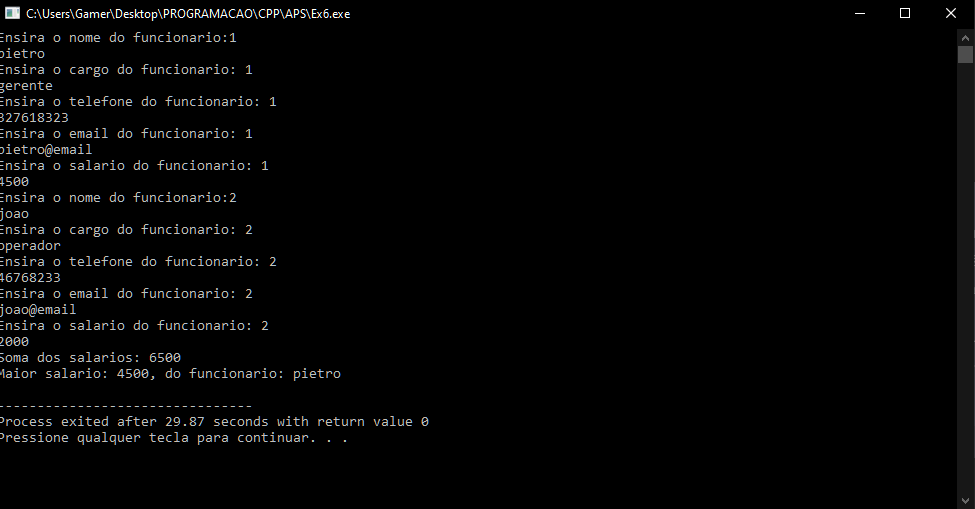 C:\Users\Gamer\Desktop\PROGRAMACAO\CPP\APS\Ex6.exe
Ensira o nome do funcionario:1
pietro
Ensira o cargo do funcionario: 1
gerente
Ensira o telefone do funcionario: 1
327618323
Ensira o email do funcionario: 1
pietro@email
Ensira o salario do funcionario: 1
4500
Ensira o nome do funcionario:2
joao
Ensira o cargo do funcionario: 2
operador
Ensira o telefone do funcionario: 2
46768233
Ensira o email do funcionario: 2
joao@email
Ensira o salario do funcionario: 2
2000
Soma dos salarios: 6500
Maior salario: 4500, do funcionario: pietro
--------------------------------
Process exited after 29.87 seconds with return value 0
Pressione qualquer tecla para continuar. . .